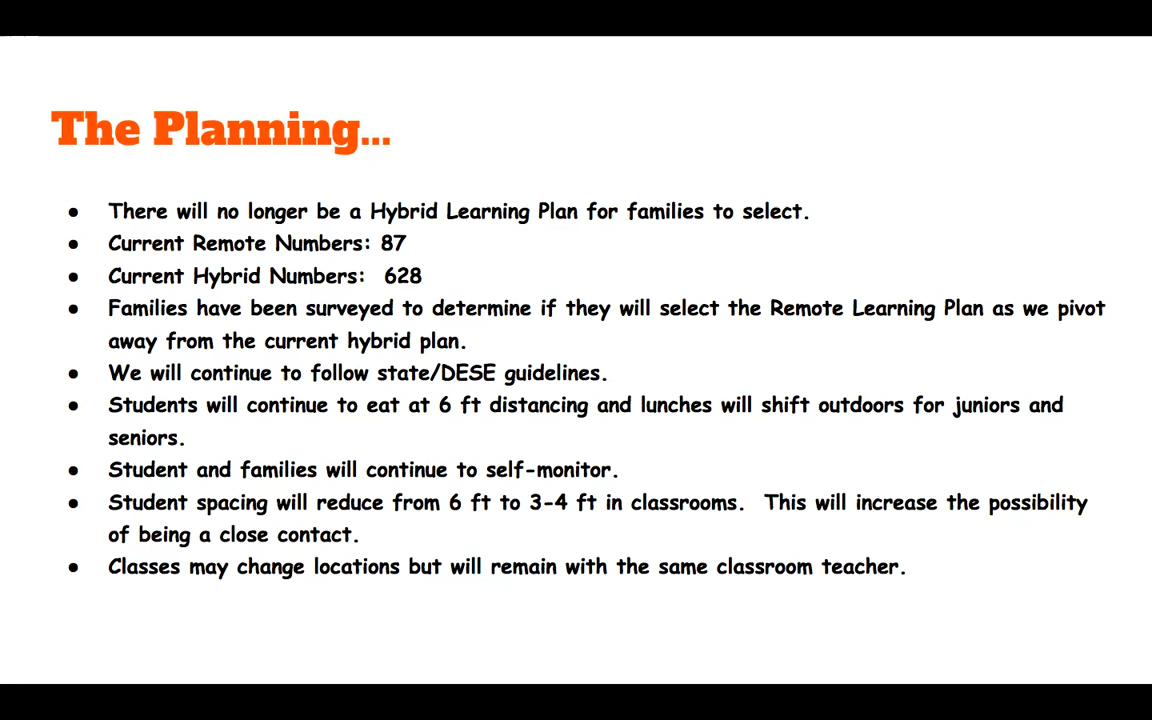 The Planning...
● There will no longer be a Hybrid Learning Plan for families to select.
● Current Remote Numbers: 87
● Current Hybrid Numbers:  628
● Families have been surveyed to determine if they will select the Remote Learning Plan as we pivot
away from the current hybrid plan.
● We will continue to follow state/DESE guidelines.
● Students will continue to eat at 6 ft distancing and lunches will shift outdoors for juniors and
seniors.
● Student and families will continue to self-monitor.
● Student spacing will reduce from 6 ft to 3-4 ft in classrooms.  This will increase the possibility
of being a close contact.
● Classes may change locations but will remain with the same classroom teacher.